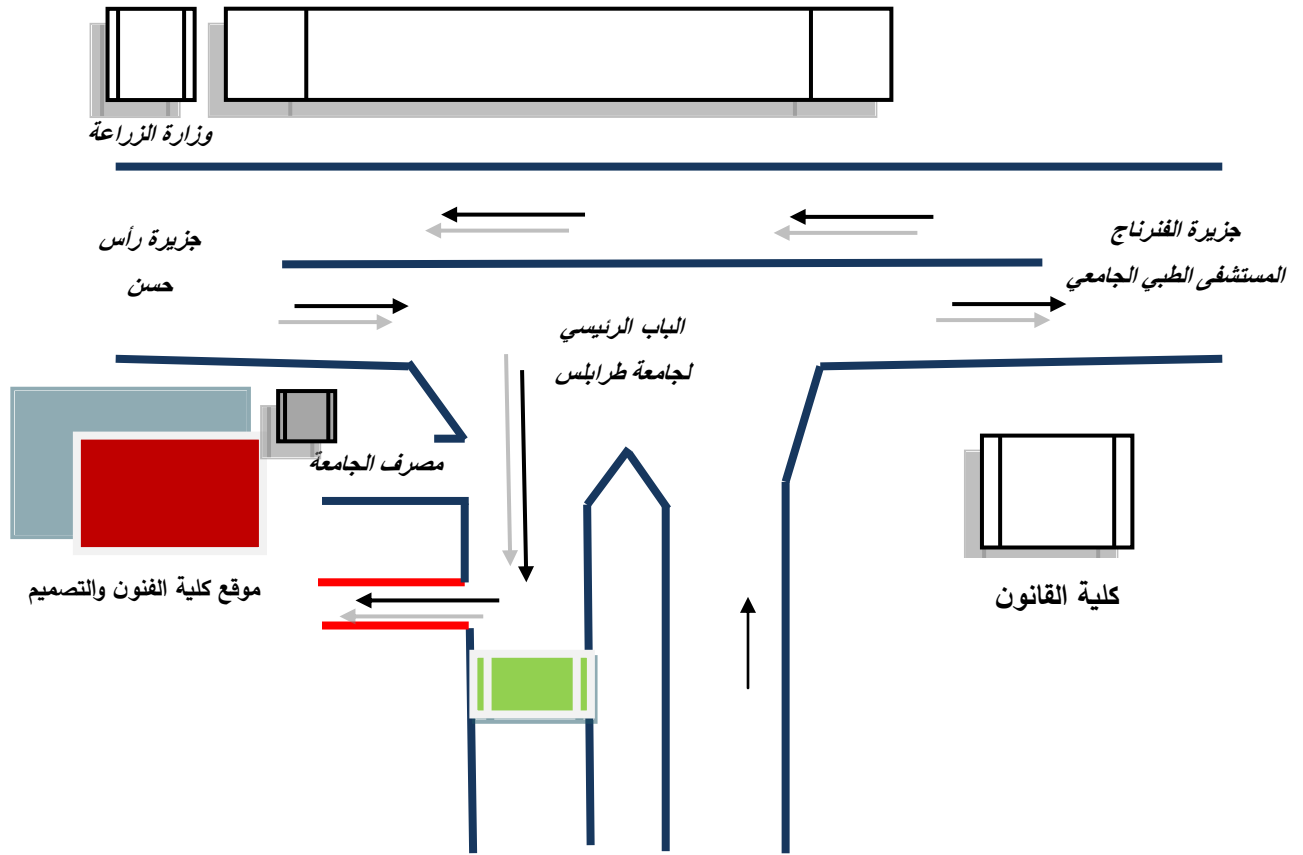 وزارة الزراعة
جزيرة الفنرناج
المستشفى الطبي الجامعي
جزيرة رأس
حسن
الباب الرئيسي
لجامعة طرابلس
مصرف الجامعة
موقع كلية الفنون والتصميم
كلية القانون